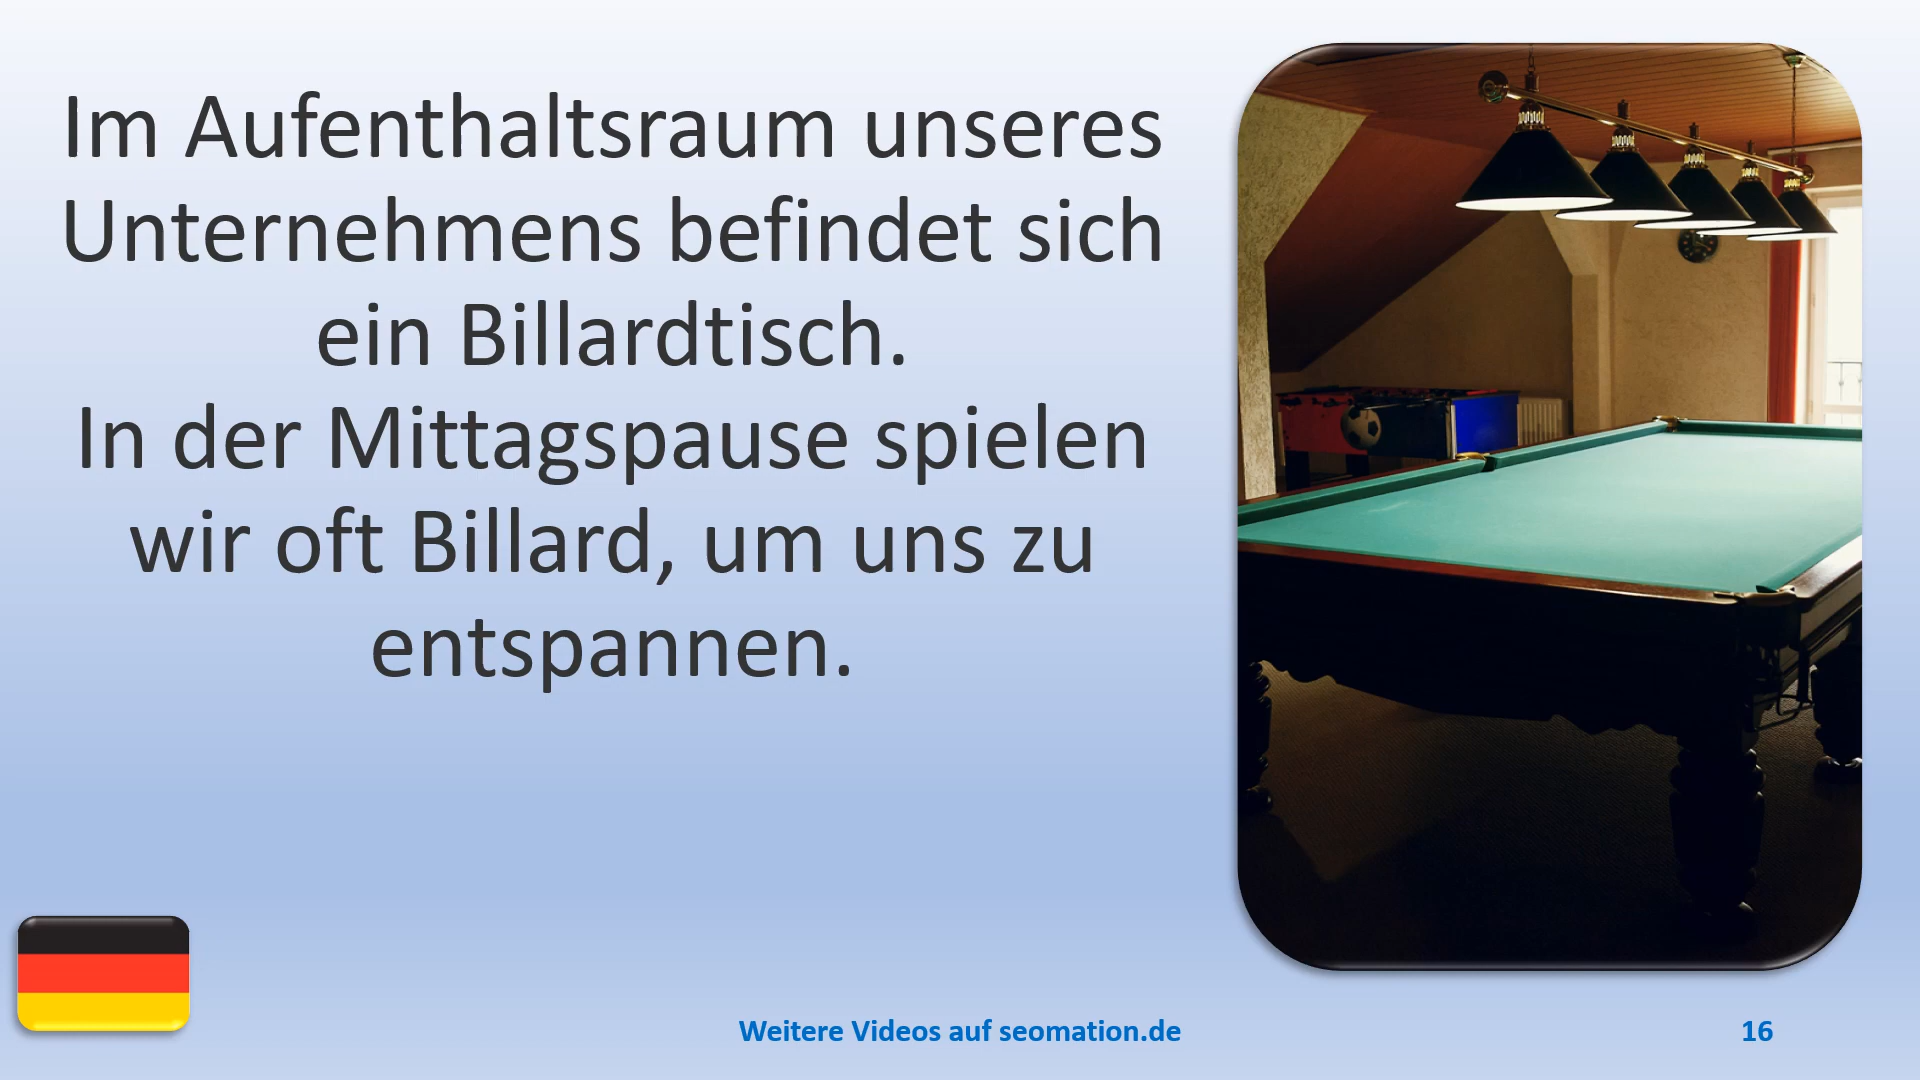 Im Aufenthaltsraum unseres
Unternehmens befindet sich
ein Billardtisch.
In der Mittagspause spielen
wir oft Billard, um uns zu
entspannen.
Weitere Videos auf seomation.de
16